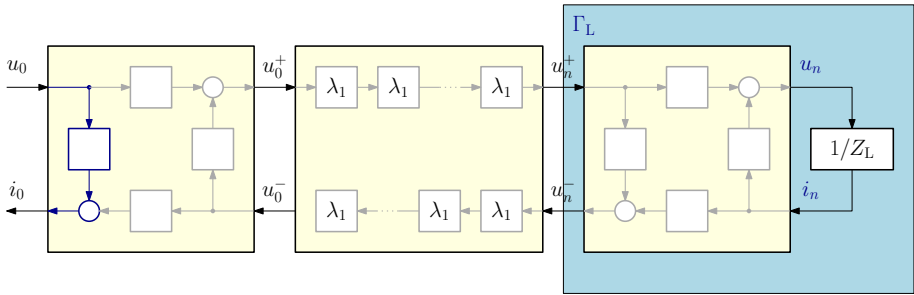 Γ_L
u_0 u_0^+ u_n^+ u_n
λ_1 λ_1 λ_1
1/Z_L
i_0 u_0^- u_n^- i_n
λ_1 λ_1 λ_1